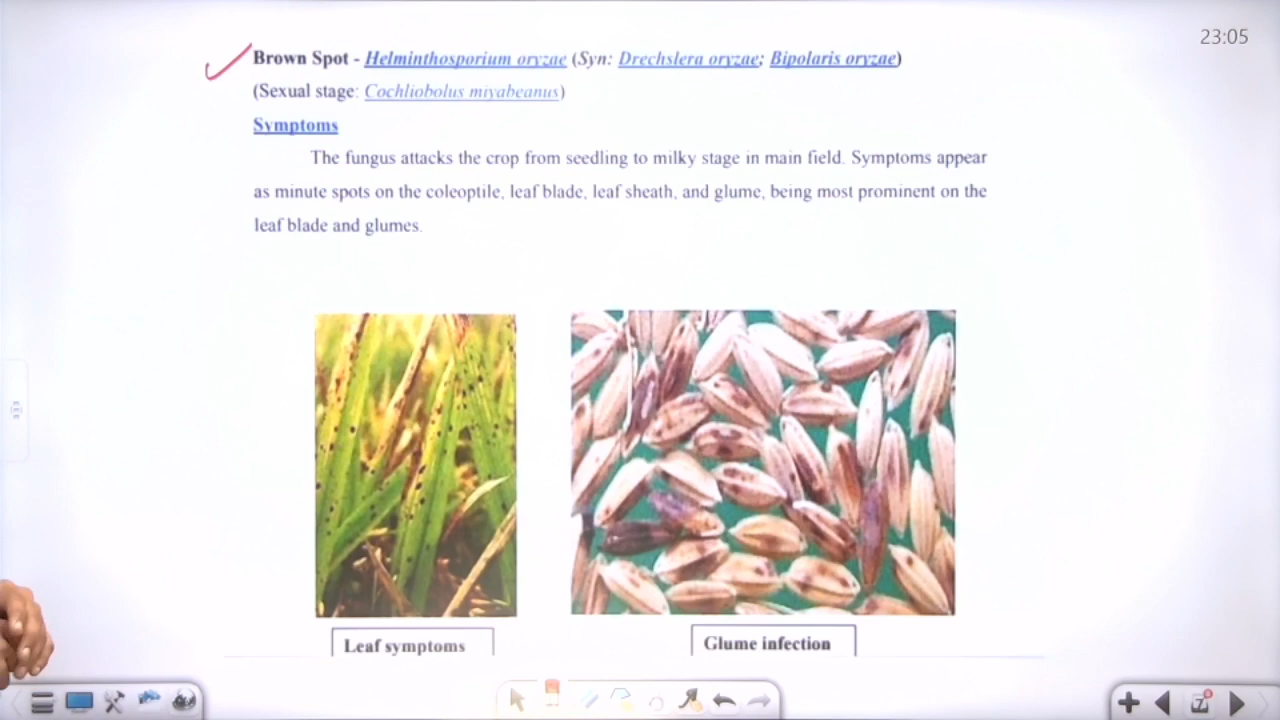 23:05
Brown Spot - Helminthosporium oryzae (Syn: Drechslera oryzae; Bipolaris oryzae)
(Sexual stage: Cochliobolus miyabeanus)
Symptoms
The fungus attacks the crop from seedling to milky stage in main field. Symptoms appear
as minute spots on the coleoptile, leaf blade, leaf sheath, and glume, being most prominent on the
leaf blade and glumes.
Leaf symptoms
Glume infection